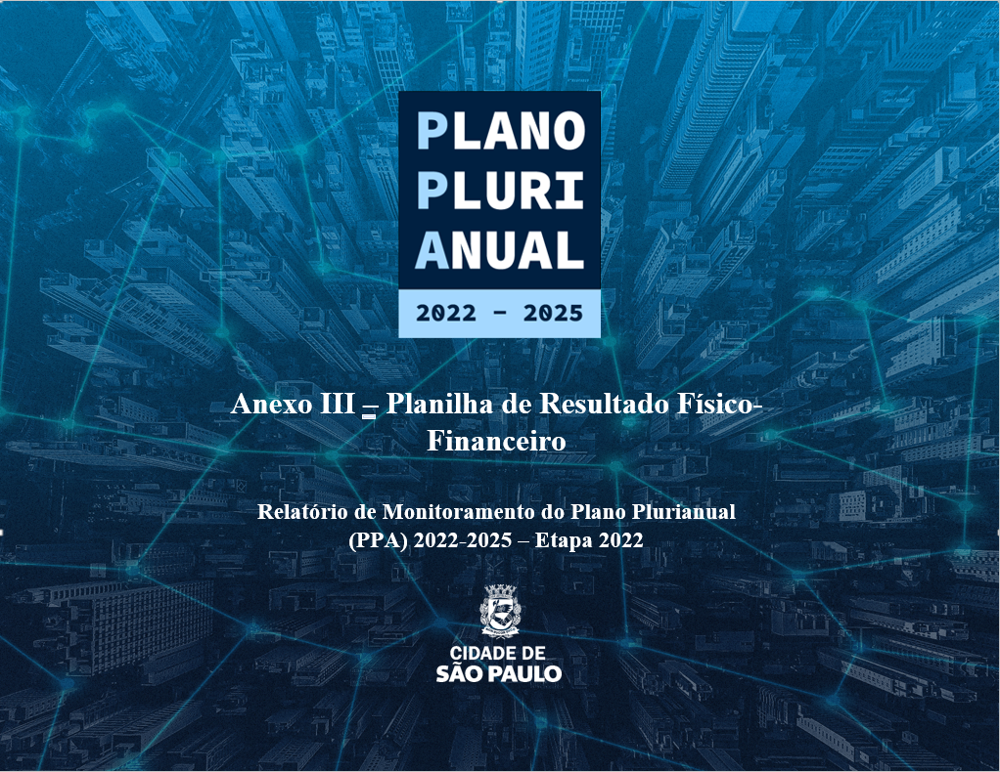 PLANO
PLURI
ANUAL
2022 – 2025
Anexo III – Planilha de Resultado Físico-
Financeiro
Relatório de Monitoramento do Plano Plurianual
(PPA) 2022-2025 – Etapa 2022
CIDADE DE
SÃO PAULO